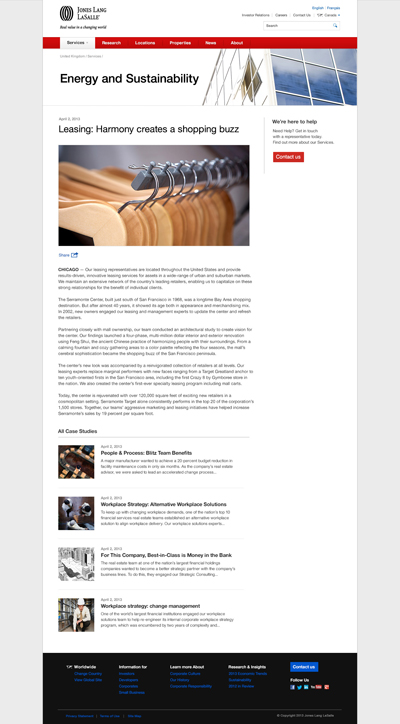 JONES LANG
LASALLE®
Real value in a changing world
English Français
Investor Relations Careers Contact Us Canada
Search
Services Research Locations Properties News About
United Kingdom Services
Energy and Sustainability
April 2, 2013
Leasing: Harmony creates a shopping buzz
We're here to help
Need Help? Get in touch
with a representative today.
Find out more about our Services.
Contact us
Share
CHICAGO — Our leasing representatives are located throughout the United States and provide
results-driven, innovative leasing services for assets in a wide range of urban and suburban markets.
We maintain an extensive network of the country's leading retailers, enabling us to capitalize on these
strong relationships for the benefit of individual clients.
The Serramonte Center, built just south of San Francisco in 1968, was a longtime Bay Area shopping
destination. But after almost 40 years, it showed its age both in appearance and merchandising mix.
In 2002, new owners engaged our leasing and management experts to update the center and refresh
the retailers.
Partnering closely with mall ownership, our team conducted an architectural study to create vision for
the center. Our findings launched a four-phase, multi-million dollar interior and exterior renovation
using Feng Shui, the ancient Chinese practice of harmonizing people with their surroundings. From a
calming fountain and cozy gathering areas to a color palette reflecting the four seasons, the mall's
cerebral sophistication became the shopping buzz of the San Francisco peninsula.
The center's new look was accompanied by a reinvigorated collection of retailers at all levels. Our
leasing experts replace marginal performers with new faces ranging from a Target Greatland anchor to
ten youth-oriented firsts in the San Francisco area, including the first Crazy 8 by Gymboree store in
the nation. We also created the center's first-ever specialty leasing program including mall carts.
Today, the center is rejuvenated with over 120,000 square feet of exciting new retailers in a
cosmopolitan setting. Serramonte Target alone consistently performs in the top 20 of the corporation's
1,500 stores. Together, our teams' aggressive marketing and leasing initiatives have helped increase
Serramonte's sales by 19 percent per square foot.
All Case Studies
April 2, 2013
People & Process: Blitz Team Benefits
A major manufacturer wanted to achieve a 20 percent budget reduction in
facility maintenance costs in only six months. As the company's real estate
advisor, we were asked to lead an accelerated change process...
April 2, 2013
Workplace Strategy: Alternative Workplace Solutions
To keep up with changing workplace demands, one of the nation's top 10
financial services real estate teams established an alternative workplace
solution to align workplace delivery. Our workplace solutions experts...
April 2, 2013
For This Company, Best-in-Class is Money in the Bank
The real estate team at one of the nation's largest financial holdings
companies wanted to become a better strategic partner with the company's
business lines. To do this, they engaged our Strategic Consulting...
April 2, 2013
Workplace strategy: change management
One of the world's largest financial institutions engaged our workplace
solutions team to help re-engineer its internal corporate workplace strategy
program, which was encumbered by two years of complexity and...
Worldwide
Change Country
View Global Site
Information for
Investors
Developers
Corporates
Small Business
Learn more About
Corporate Culture
Our History
Corporate Responsibility
Research & Insights
2013 Economic Trends
Sustainability
2012 in Review
Contact us
Follow Us
Privacy Statement Terms of Use Site Map
© Copyright 2013 Jones Lang LaSalle